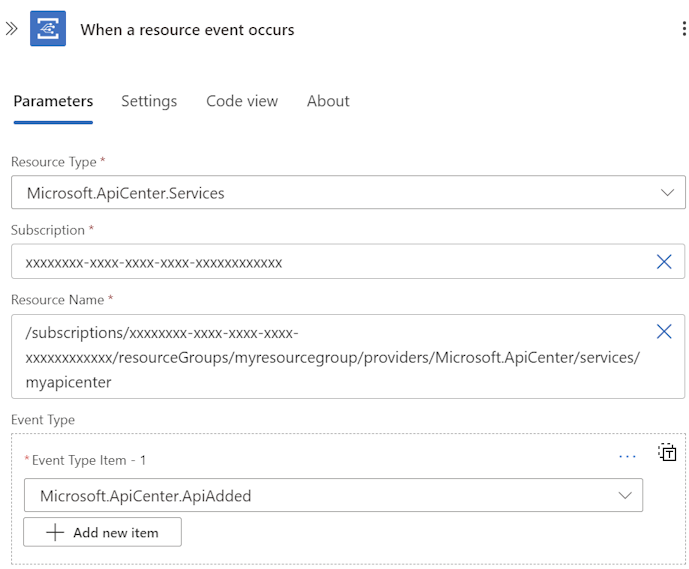 When a resource event occurs
Parameters Settings Code view About
Resource Type *
Microsoft.ApiCenter.Services
Subscription *
xxxxxxxx-xxxx-xxxx-xxxx-xxxxxxxxxxxx
Resource Name *
/subscriptions/xxxxxxxx-xxxx-xxxx-xxxx-
xxxxxxxxxxxx/resourceGroups/myresourcegroup/providers/Microsoft.ApiCenter/services/
myapicenter
Event Type
*Event Type Item - 1
Microsoft.ApiCenter.ApiAdded
Add new item